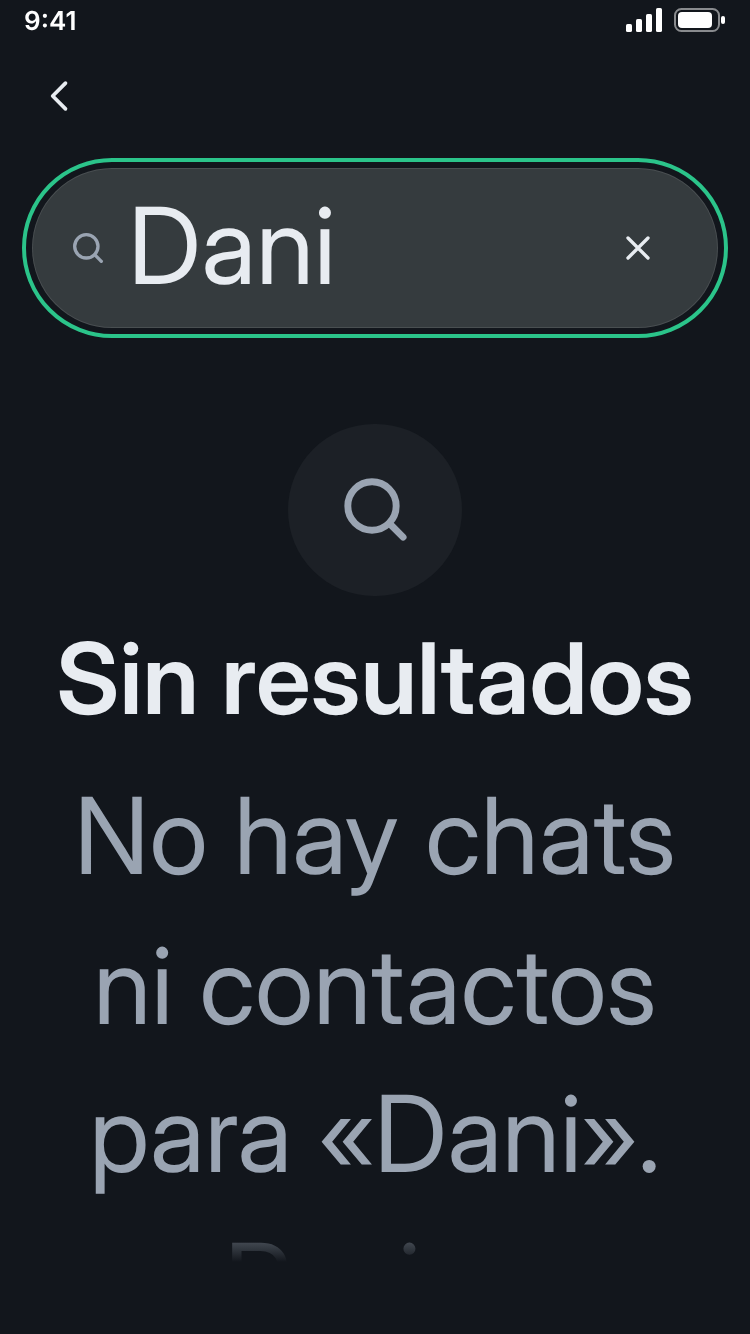 9:41
Dani
Sin resultados
No hay chats
ni contactos
para «Dani».